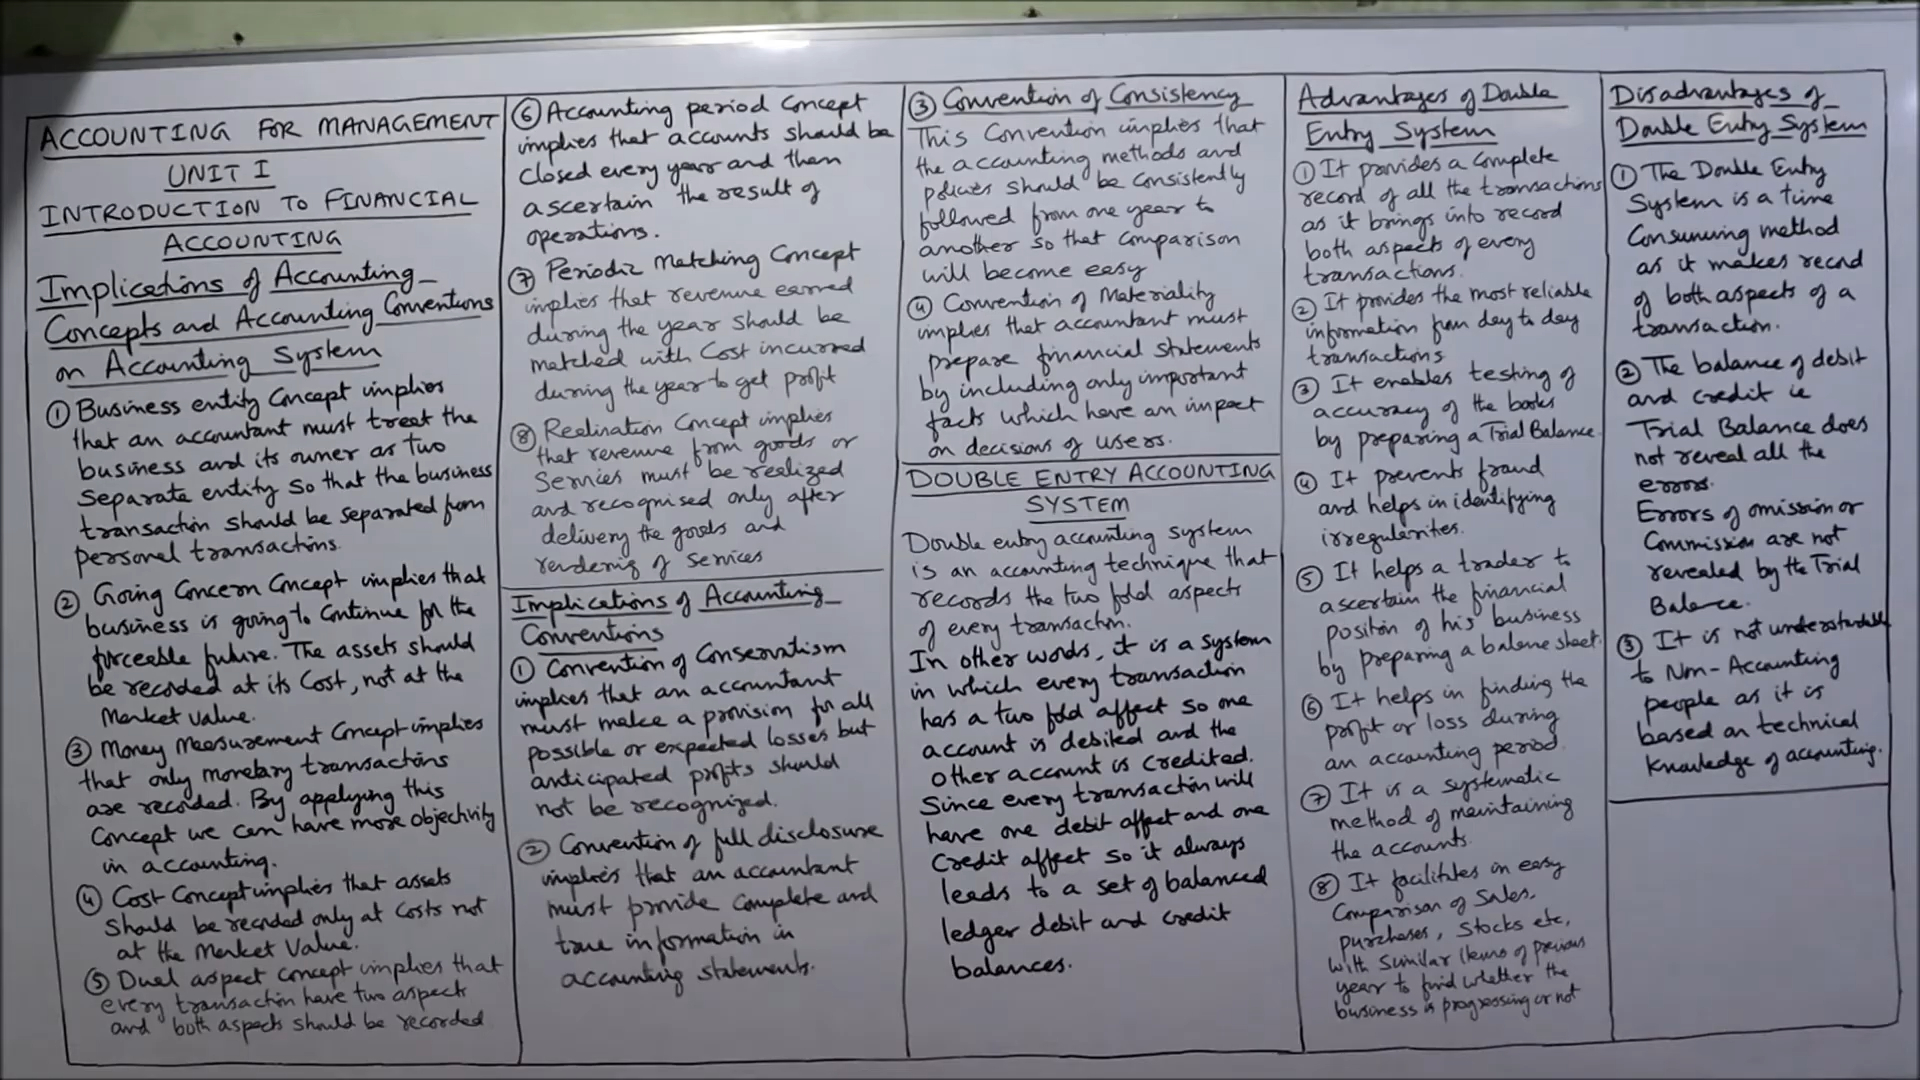 ACCOUNTING FOR MANAGEMENT
UNIT I
INTRODUCTION TO FINANCIAL
ACCOUNTING
Implications of Accounting
Concepts and Accounting Conventions
on Accounting System
① Business entity Concept implies
that an accountant must treat the
business and its owner as two
Separate entity so that the business
transaction should be separated from
personal transactions.
② Going Concern Concept implies that
business is going to Continue for the
forceable future. The assets should
be recorded at its Cost, not at the
Market value.
③ Money Measurement Concept implies
that only monetary transactions
are recorded. By applying this
Concept we can have more objectivity
in accounting.
④ Cost Concept implies that assets
Should be recorded only at Costs not
at the Market Value.
⑤ Dual aspect Concept implies that
every transaction have two aspects
and both aspects should be recorded
⑥ Accounting period Concept
implies that accounts should be
closed every year and then
ascertain the result of
operations.
⑦ Periodic Matching Concept
implies that revenue earned
during the year should be
matched with Cost incurred
during the year to get profit
⑧ Realisation Concept implies
that revenue from goods or
Services must be realized
and recognised only after
delivery the goods and
rendering of Services
Implications of Accounting
Conventions
① Convention of Conservatism
implies that an accountant
must make a provision for all
possible or expected losses but
anticipated profits should
not be recognized.
② Convention of full disclosure
implies that an accountant
must provide Complete and
true information in
accounting statements.
③ Convention of Consistency
This Convention implies that
the accounting methods and
policies should be Consistently
followed from one year to
another so that Comparison
will become easy
④ Convention of Materiality
implies that accountant must
prepare financial statements
by including only important
facts which have an impact
on decisions of users.
DOUBLE ENTRY ACCOUNTING
SYSTEM
Double entry accounting system
is an accounting technique that
records the two fold aspects
of every transaction.
In other words, it is a system
in which every transaction
has a two fold affect so one
account is debited and the
other account is credited.
Since every transaction will
have one debit affect and one
Credit affect so it always
leads to a set of balanced
ledger debit and credit
balances.
Advantages of Double
Entry System
① It provides a Complete
record of all the transactions
as it brings into record
both aspects of every
transactions.
② It provides the most reliable
information from day to day
transactions
③ It enables testing of
accuracy of the books
by preparing a Trial Balance.
④ It prevents fraud
and helps in identifying
irregularities.
⑤ It helps a trader to
ascertain the financial
position of his business
by preparing a balance sheet.
⑥ It helps in finding the
profit or loss during
an accounting period.
⑦ It is a systematic
method of maintaining
the accounts.
⑧ It facilitates in easy
Comparison of Sales,
purchases, Stocks etc,
with Similar items of previous
year to find whether the
business is progressing or not
Disadvantages of
Double Entry System
① The Double Entry
System is a time
Consuming method
as it makes record
of both aspects of a
transaction.
② The balance of debit
and credit ie
Trial Balance does
not reveal all the
errors.
Errors of omission or
Commission are not
revealed by the Trial
Balance.
③ It is not understandable
to Non-Accounting
people as it is
based on technical
Knowledge of accounting.